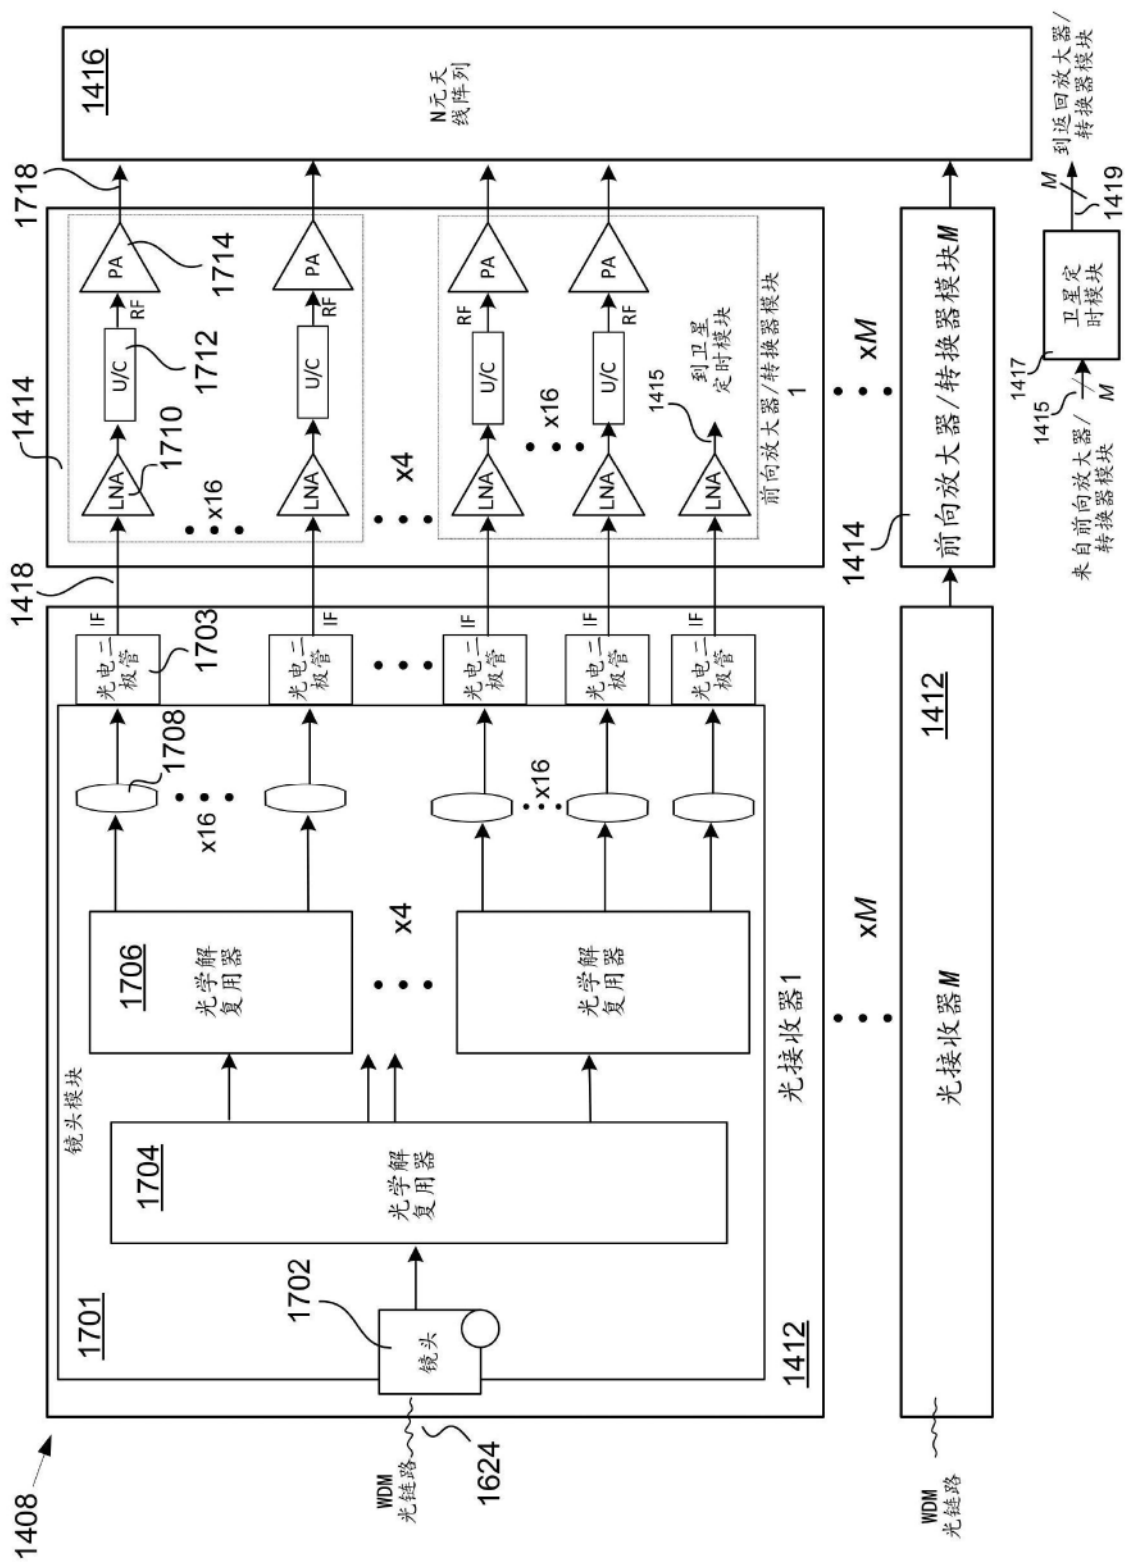 1408
WDM
光链路
1624
1701
镜头模块
1702
镜头
1704
光学解
复用器
1706
光学解
复用器
x4
光学解
复用器
1708
x16
x16
光电二
极管
1703
光电二
极管
光电二
极管
光电二
极管
光电二
极管
IF
IF
IF
IF
1412
光接收器1
1418
1414
LNA
1710
U/C
1712
RF
PA
1714
x16
LNA
U/C
RF
PA
x4
LNA
U/C
RF
PA
x16
LNA
U/C
RF
PA
LNA
1415
到卫星
定时模块
前向放大器/转换器模块
1
1718
1416
N元天
线阵列
xM
xM
WDM
光链路
光接收器M
1412
1414
前向放大器/转换器模块M
来自前向放大器/
转换器模块
1415
M
1417
卫星定
时模块
M
1419
到返回放大器/
转换器模块